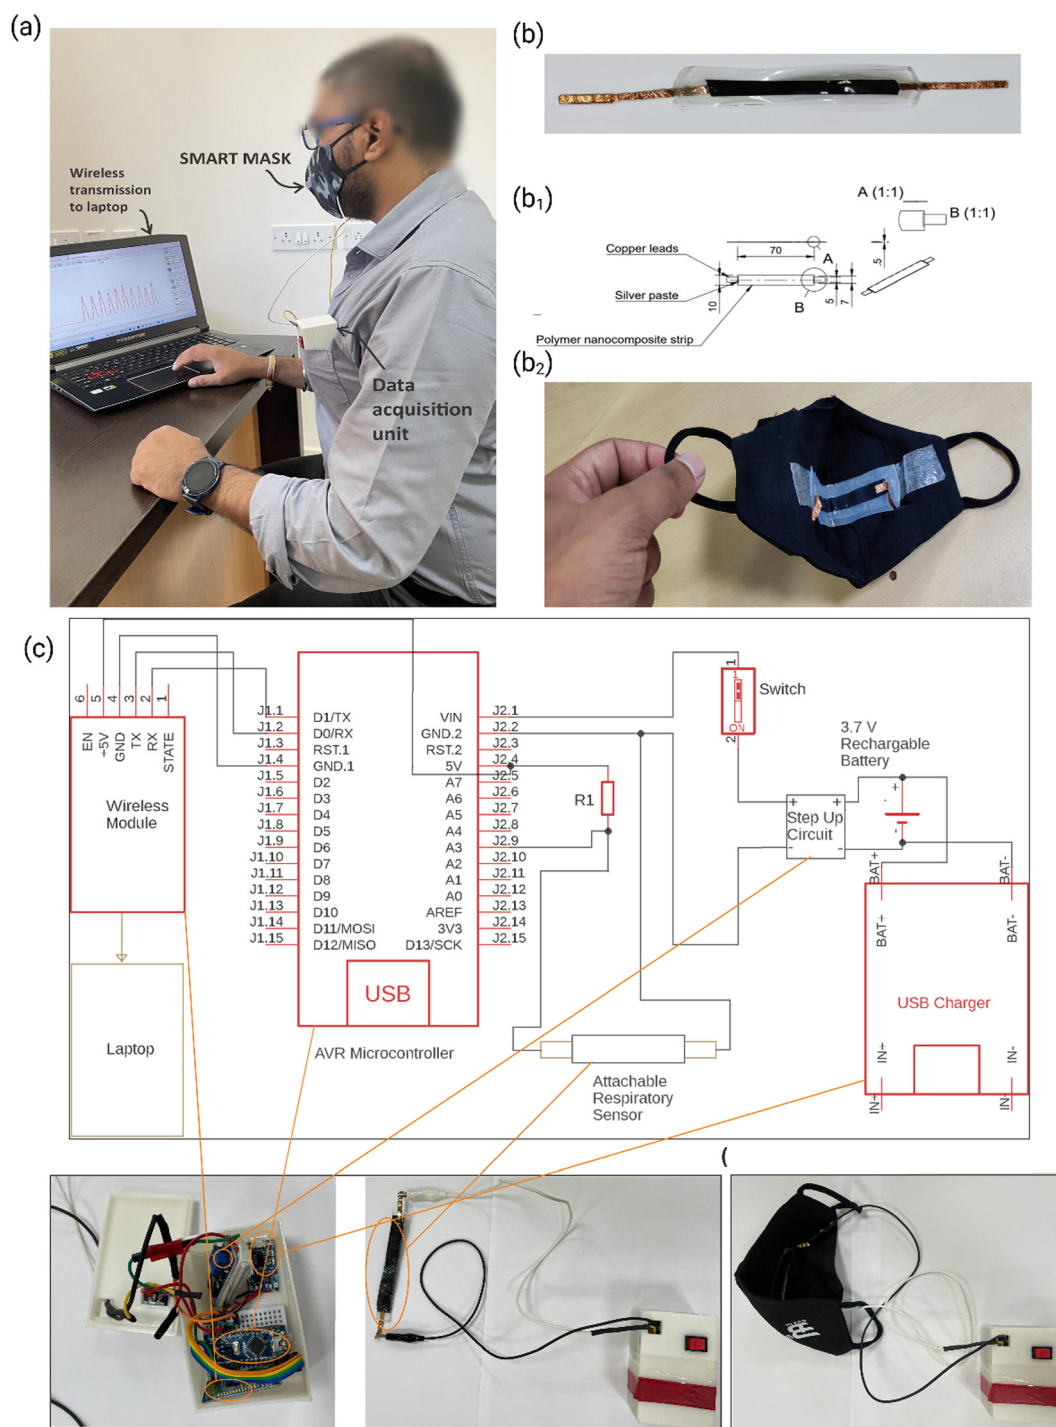 (a)
SMART MASK
Wireless
transmission
to laptop
PREDATOR
Data
acquisition
unit
(b)
(b1)
A (1:1)
B (1:1)
Copper leads
70
A
.5
Silver paste
10
B
5
7
Polymer nanocomposite strip
(b2)
(c)
6
5
4
3
2
1
EN
+5V
GND
TX
RX
STATE
Wireless
Module
Laptop
J1.1
J1.2
J1.3
J1.4
J1.5
J1.6
J1.7
J1.8
J1.9
J1.10
J1.11
J1.12
J1.13
J1.14
J1.15
D1/TX
D0/RX
RST.1
GND.1
D2
D3
D4
D5
D6
D7
D8
D9
D10
D11/MOSI
D12/MISO
VIN
GND.2
RST.2
5V
A7
A6
A5
A4
A3
A2
A1
A0
AREF
3V3
D13/SCK
J2.1
J2.2
J2.3
J2.4
J2.5
J2.6
J2.7
J2.8
J2.9
J2.10
J2.11
J2.12
J2.13
J2.14
J2.15
USB
AVR Microcontroller
R1
1
1
ON
2
Switch
3.7 V
Rechargable
Battery
+
-
+ +
Step Up
Circuit
- -
BAT+
BAT-
BAT+
BAT-
USB Charger
IN+
IN-
IN+
IN-
Attachable
Respiratory
Sensor
(